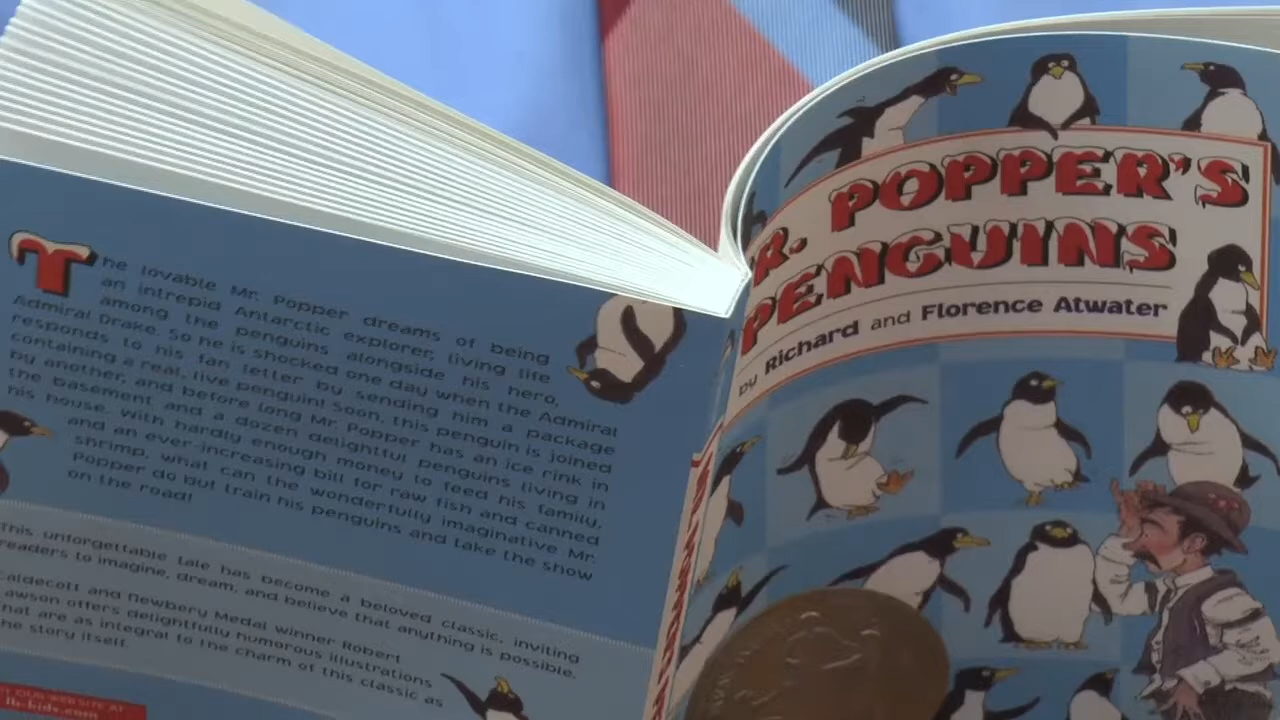 The lovable Mr. Popper dreams of being
an intrepid Antarctic explorer, living life
among the penguins alongside his hero,
Admiral Drake. So he is shocked one day when the Admiral
responds to his fan letter by sending him a package
containing a real, live penguin! Soon, this penguin is joined
by another, and before long Mr. Popper has an ice rink in
the basement and a dozen delightful penguins living in
his house. With hardly enough money to feed his family,
and an ever-increasing bill for raw fish and canned
shrimp, what can the wonderfully imaginative Mr.
Popper do but train his penguins and take the show
on the road!
This unforgettable tale has become a beloved classic, inviting
readers to imagine, dream, and believe that anything is possible.
Caldecott and Newbery Medal winner Robert
Lawson offers delightfully humorous illustrations
that are as integral to the charm of this classic as
the story itself.
OUR WEBSITE AT
lb-kids.com
R. POPPER'S
PENGUINS
by Richard and Florence Atwater